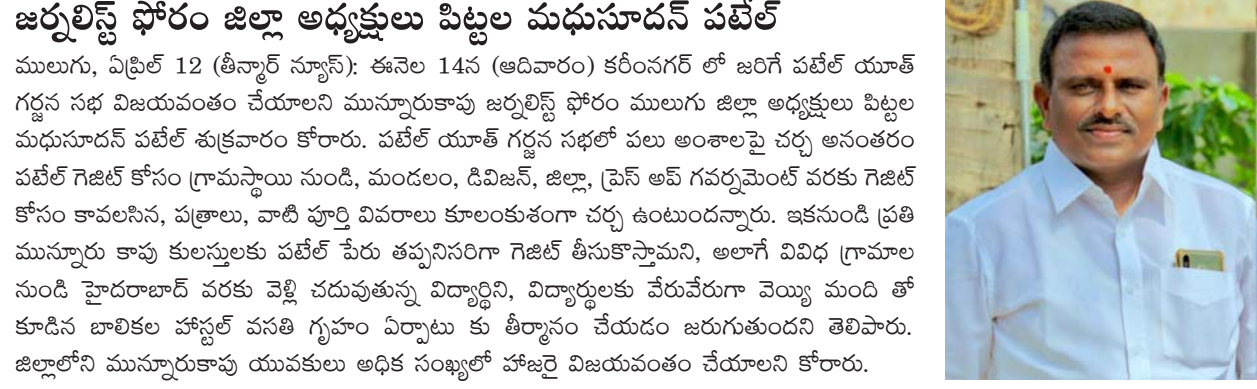 జర్నలిస్ట్ ఫోరం జిల్లా అధ్యక్షులు పిట్టల మధుసూదన్ పటేల్
ములుగు, ఏప్రిల్ 12 (తీన్మార్ న్యూస్): ఈనెల 14న (ఆదివారం) కరీంనగర్ లో జరిగే పటేల్ యూత్
గర్జన సభ విజయవంతం చేయాలని మున్నూరుకాపు జర్నలిస్ట్ ఫోరం ములుగు జిల్లా అధ్యక్షులు పిట్టల
మధుసూదన్ పటేల్ శుక్రవారం కోరారు. పటేల్ యూత్ గర్జన సభలో పలు అంశాలపై చర్చ అనంతరం
పటేల్ గెజిట్ కోసం గ్రామస్థాయి నుండి, మండలం, డివిజన్, జిల్లా, ప్రెస్ అప్ గవర్నమెంట్ వరకు గెజిట్
కోసం కావలసిన, పత్రాలు, వాటి పూర్తి వివరాలు కూలంకుశంగా చర్చ ఉంటుందన్నారు. ఇకనుండి ప్రతి
మున్నూరు కాపు కులస్తులకు పటేల్ పేరు తప్పనిసరిగా గెజిట్ తీసుకొస్తామని, అలాగే వివిధ గ్రామాల
నుండి హైదరాబాద్ వరకు వెళ్లి చదువుతున్న విద్యార్థిని, విద్యార్థులకు వేరువేరుగా వెయ్యి మంది తో
కూడిన బాలికల హాస్టల్ వసతి గృహం ఏర్పాటు కు తీర్మానం చేయడం జరుగుతుందని తెలిపారు.
జిల్లాలోని మున్నూరుకాపు యువకులు అధిక సంఖ్యలో హాజరై విజయవంతం చేయాలని కోరారు.